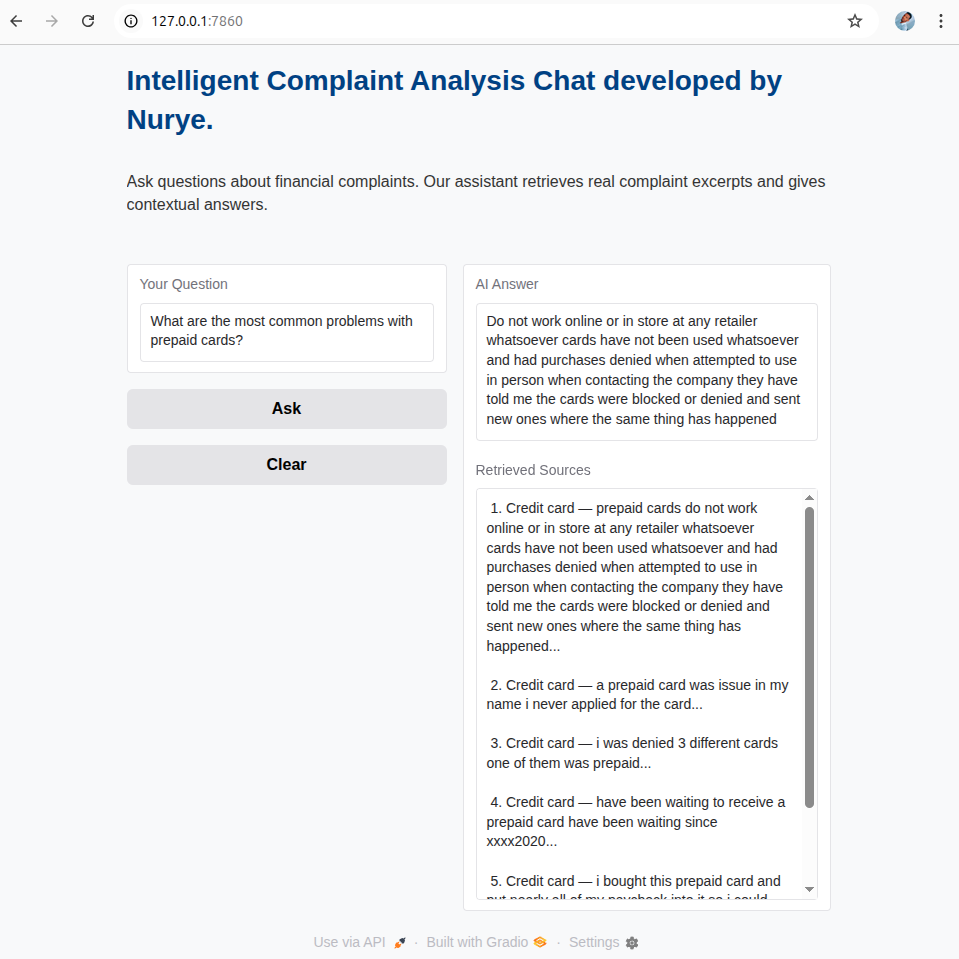 127.0.0.1:7860
Intelligent Complaint Analysis Chat developed by
Nurye.
Ask questions about financial complaints. Our assistant retrieves real complaint excerpts and gives
contextual answers.
Your Question
What are the most common problems with
prepaid cards?
Ask
Clear
AI Answer
Do not work online or in store at any retailer
whatsoever cards have not been used whatsoever
and had purchases denied when attempted to use
in person when contacting the company they have
told me the cards were blocked or denied and sent
new ones where the same thing has happened
Retrieved Sources
1. Credit card — prepaid cards do not work
online or in store at any retailer whatsoever
cards have not been used whatsoever and had
purchases denied when attempted to use in
person when contacting the company they have
told me the cards were blocked or denied and
sent new ones where the same thing has
happened...
2. Credit card — a prepaid card was issue in my
name i never applied for the card...
3. Credit card — i was denied 3 different cards
one of them was prepaid...
4. Credit card — have been waiting to receive a
prepaid card have been waiting since
xxxx2020...
5. Credit card — i bought this prepaid card and
put nearly all of my paycheck into it so i could
Use via API · Built with Gradio · Settings